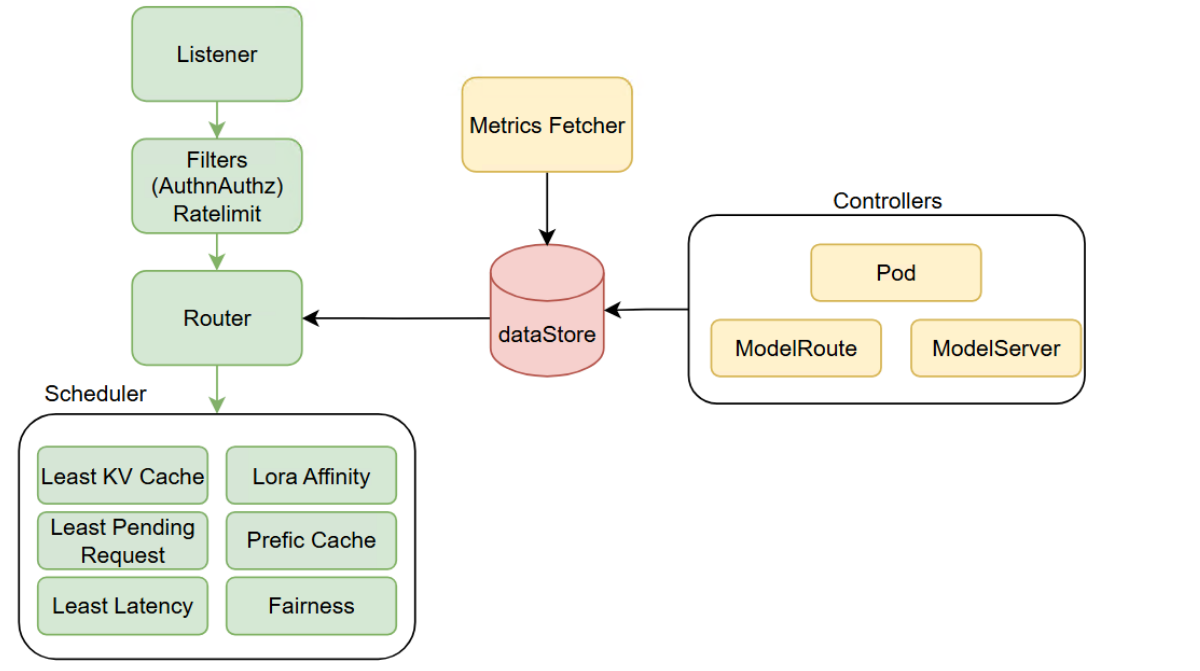 Listener
Filters
(AuthnAuthz)
Ratelimit
Router
Metrics Fetcher
dataStore
Controllers
Pod
ModelRoute
ModelServer
Scheduler
Least KV Cache
Lora Affinity
Least Pending
Request
Prefic Cache
Least Latency
Fairness